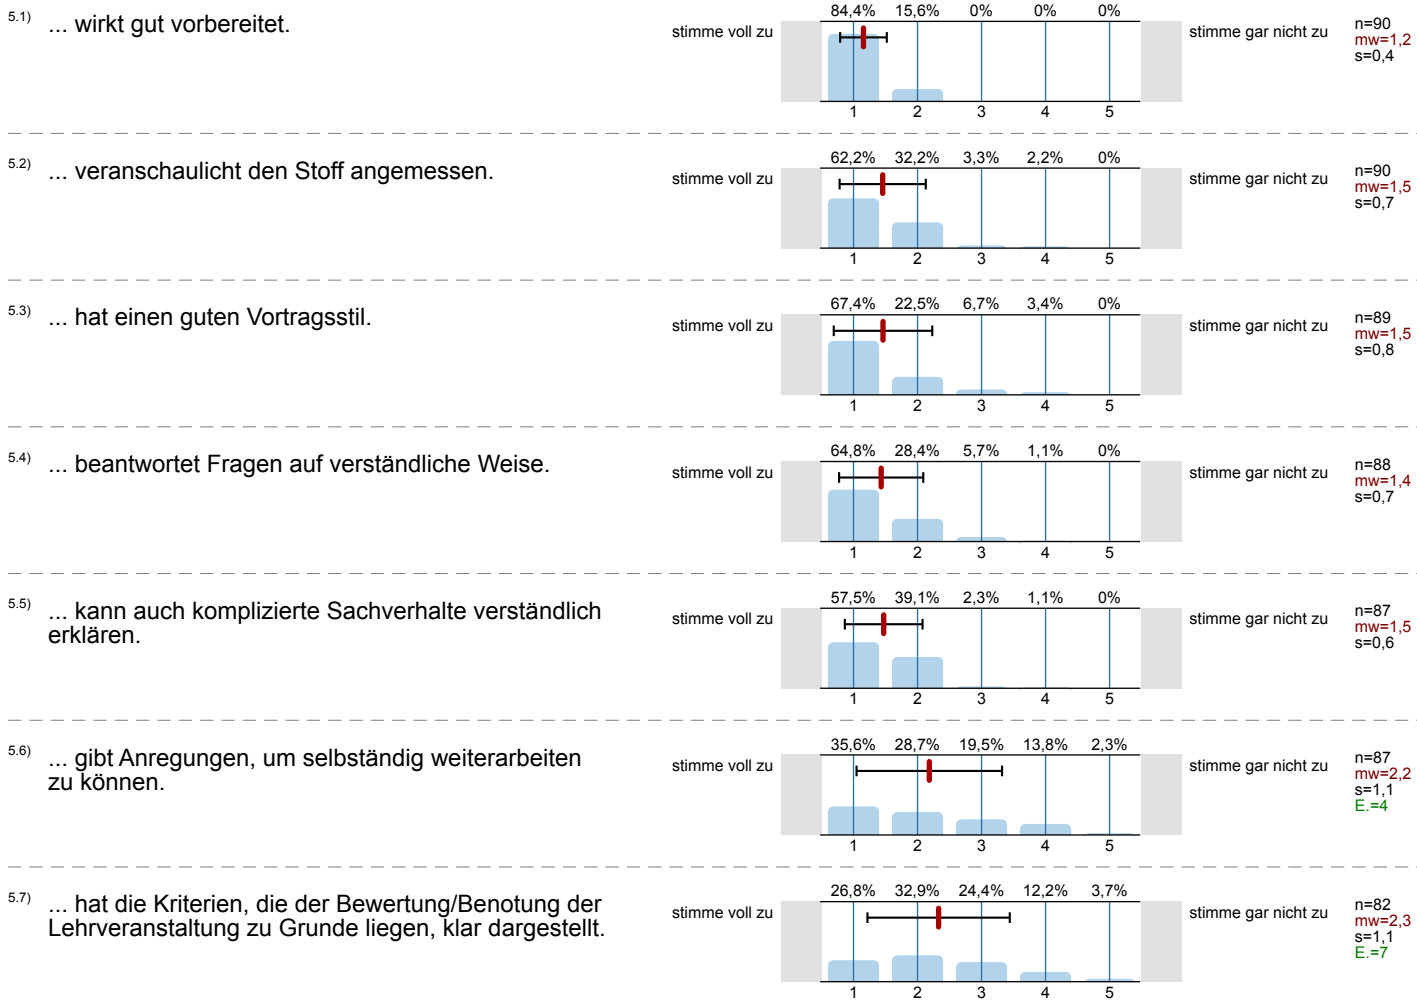 5.1) ... wirkt gut vorbereitet.
stimme voll zu
84,4% 15,6% 0% 0% 0%
1 2 3 4 5
stimme gar nicht zu
n=90
mw=1,2
s=0,4
5.2) ... veranschaulicht den Stoff angemessen.
stimme voll zu
62,2% 32,2% 3,3% 2,2% 0%
1 2 3 4 5
stimme gar nicht zu
n=90
mw=1,5
s=0,7
5.3) ... hat einen guten Vortragsstil.
stimme voll zu
67,4% 22,5% 6,7% 3,4% 0%
1 2 3 4 5
stimme gar nicht zu
n=89
mw=1,5
s=0,8
5.4) ... beantwortet Fragen auf verständliche Weise.
stimme voll zu
64,8% 28,4% 5,7% 1,1% 0%
1 2 3 4 5
stimme gar nicht zu
n=88
mw=1,4
s=0,7
5.5) ... kann auch komplizierte Sachverhalte verständlich
erklären.
stimme voll zu
57,5% 39,1% 2,3% 1,1% 0%
1 2 3 4 5
stimme gar nicht zu
n=87
mw=1,5
s=0,6
5.6) ... gibt Anregungen, um selbständig weiterarbeiten
zu können.
stimme voll zu
35,6% 28,7% 19,5% 13,8% 2,3%
1 2 3 4 5
stimme gar nicht zu
n=87
mw=2,2
s=1,1
E.=4
5.7) ... hat die Kriterien, die der Bewertung/Benotung der
Lehrveranstaltung zu Grunde liegen, klar dargestellt.
stimme voll zu
26,8% 32,9% 24,4% 12,2% 3,7%
1 2 3 4 5
stimme gar nicht zu
n=82
mw=2,3
s=1,1
E.=7